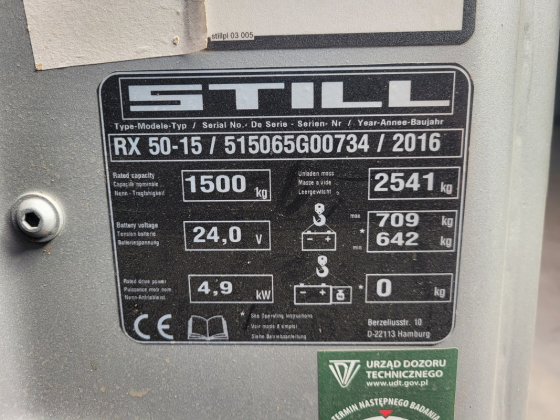 stillpl 03 005
STILL
Type-Modele-Typ / Serial No.- De Serie - Serien- Nr / Year-Annee-Baujahr
RX 50-15 / 515065G00734 / 2016
Rated capacity
Capacite nominale
Nenn - Tragfahigkeit
1500 kg
Unladen mass
Masse a vide
Leergewicht
2541 kg
Battery voltage
Tension batterie
Batteriespannung
24,0 V
max 709 kg
* min 642 kg
Rated drive power
Puissance mot. nom.
Nenn-Antriebsleist.
4,9 kW
* 0 kg
CE
* See Operating instructions
Voir mode d'emploi
Siehe Betriebsanleitung
Berzeliusstr. 10
D-22113 Hamburg
URZĄD DOZORU
TECHNICZNEGO
www.udt.gov.pl
TERMIN NASTĘPNEGO BADANIA